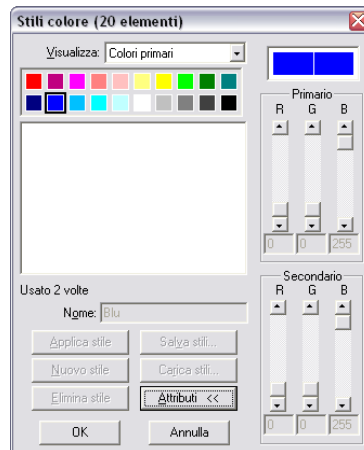 Stili colore (20 elementi)
Visualizza: Colori primari
Primario
R G B
0 0 255
Usato 2 volte
Nome: Blu
Applica stile Salva stili...
Nuovo stile Carica stili...
Elimina stile Attributi <<
OK Annulla
Secondario
R G B
0 0 255